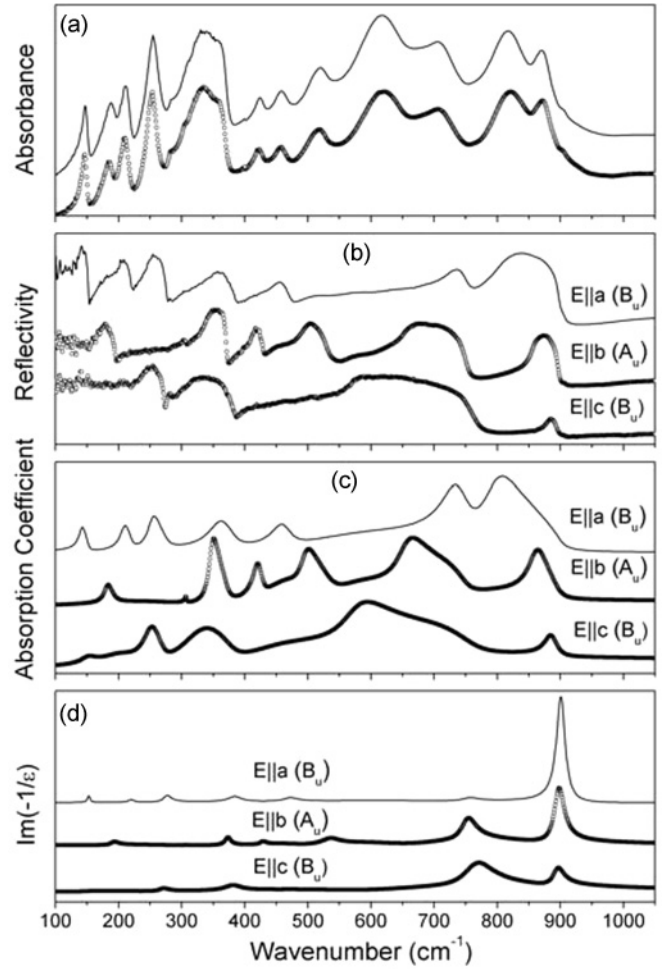 (a)
Absorbance
(b)
E||a (Bu)
E||b (Au)
E||c (Bu)
Reflectivity
(c)
E||a (Bu)
E||b (Au)
E||c (Bu)
Absorption Coefficient
(d)
E||a (Bu)
E||b (Au)
E||c (Bu)
Im(-1/ε)
100 200 300 400 500 600 700 800 900 1000
Wavenumber (cm⁻¹)